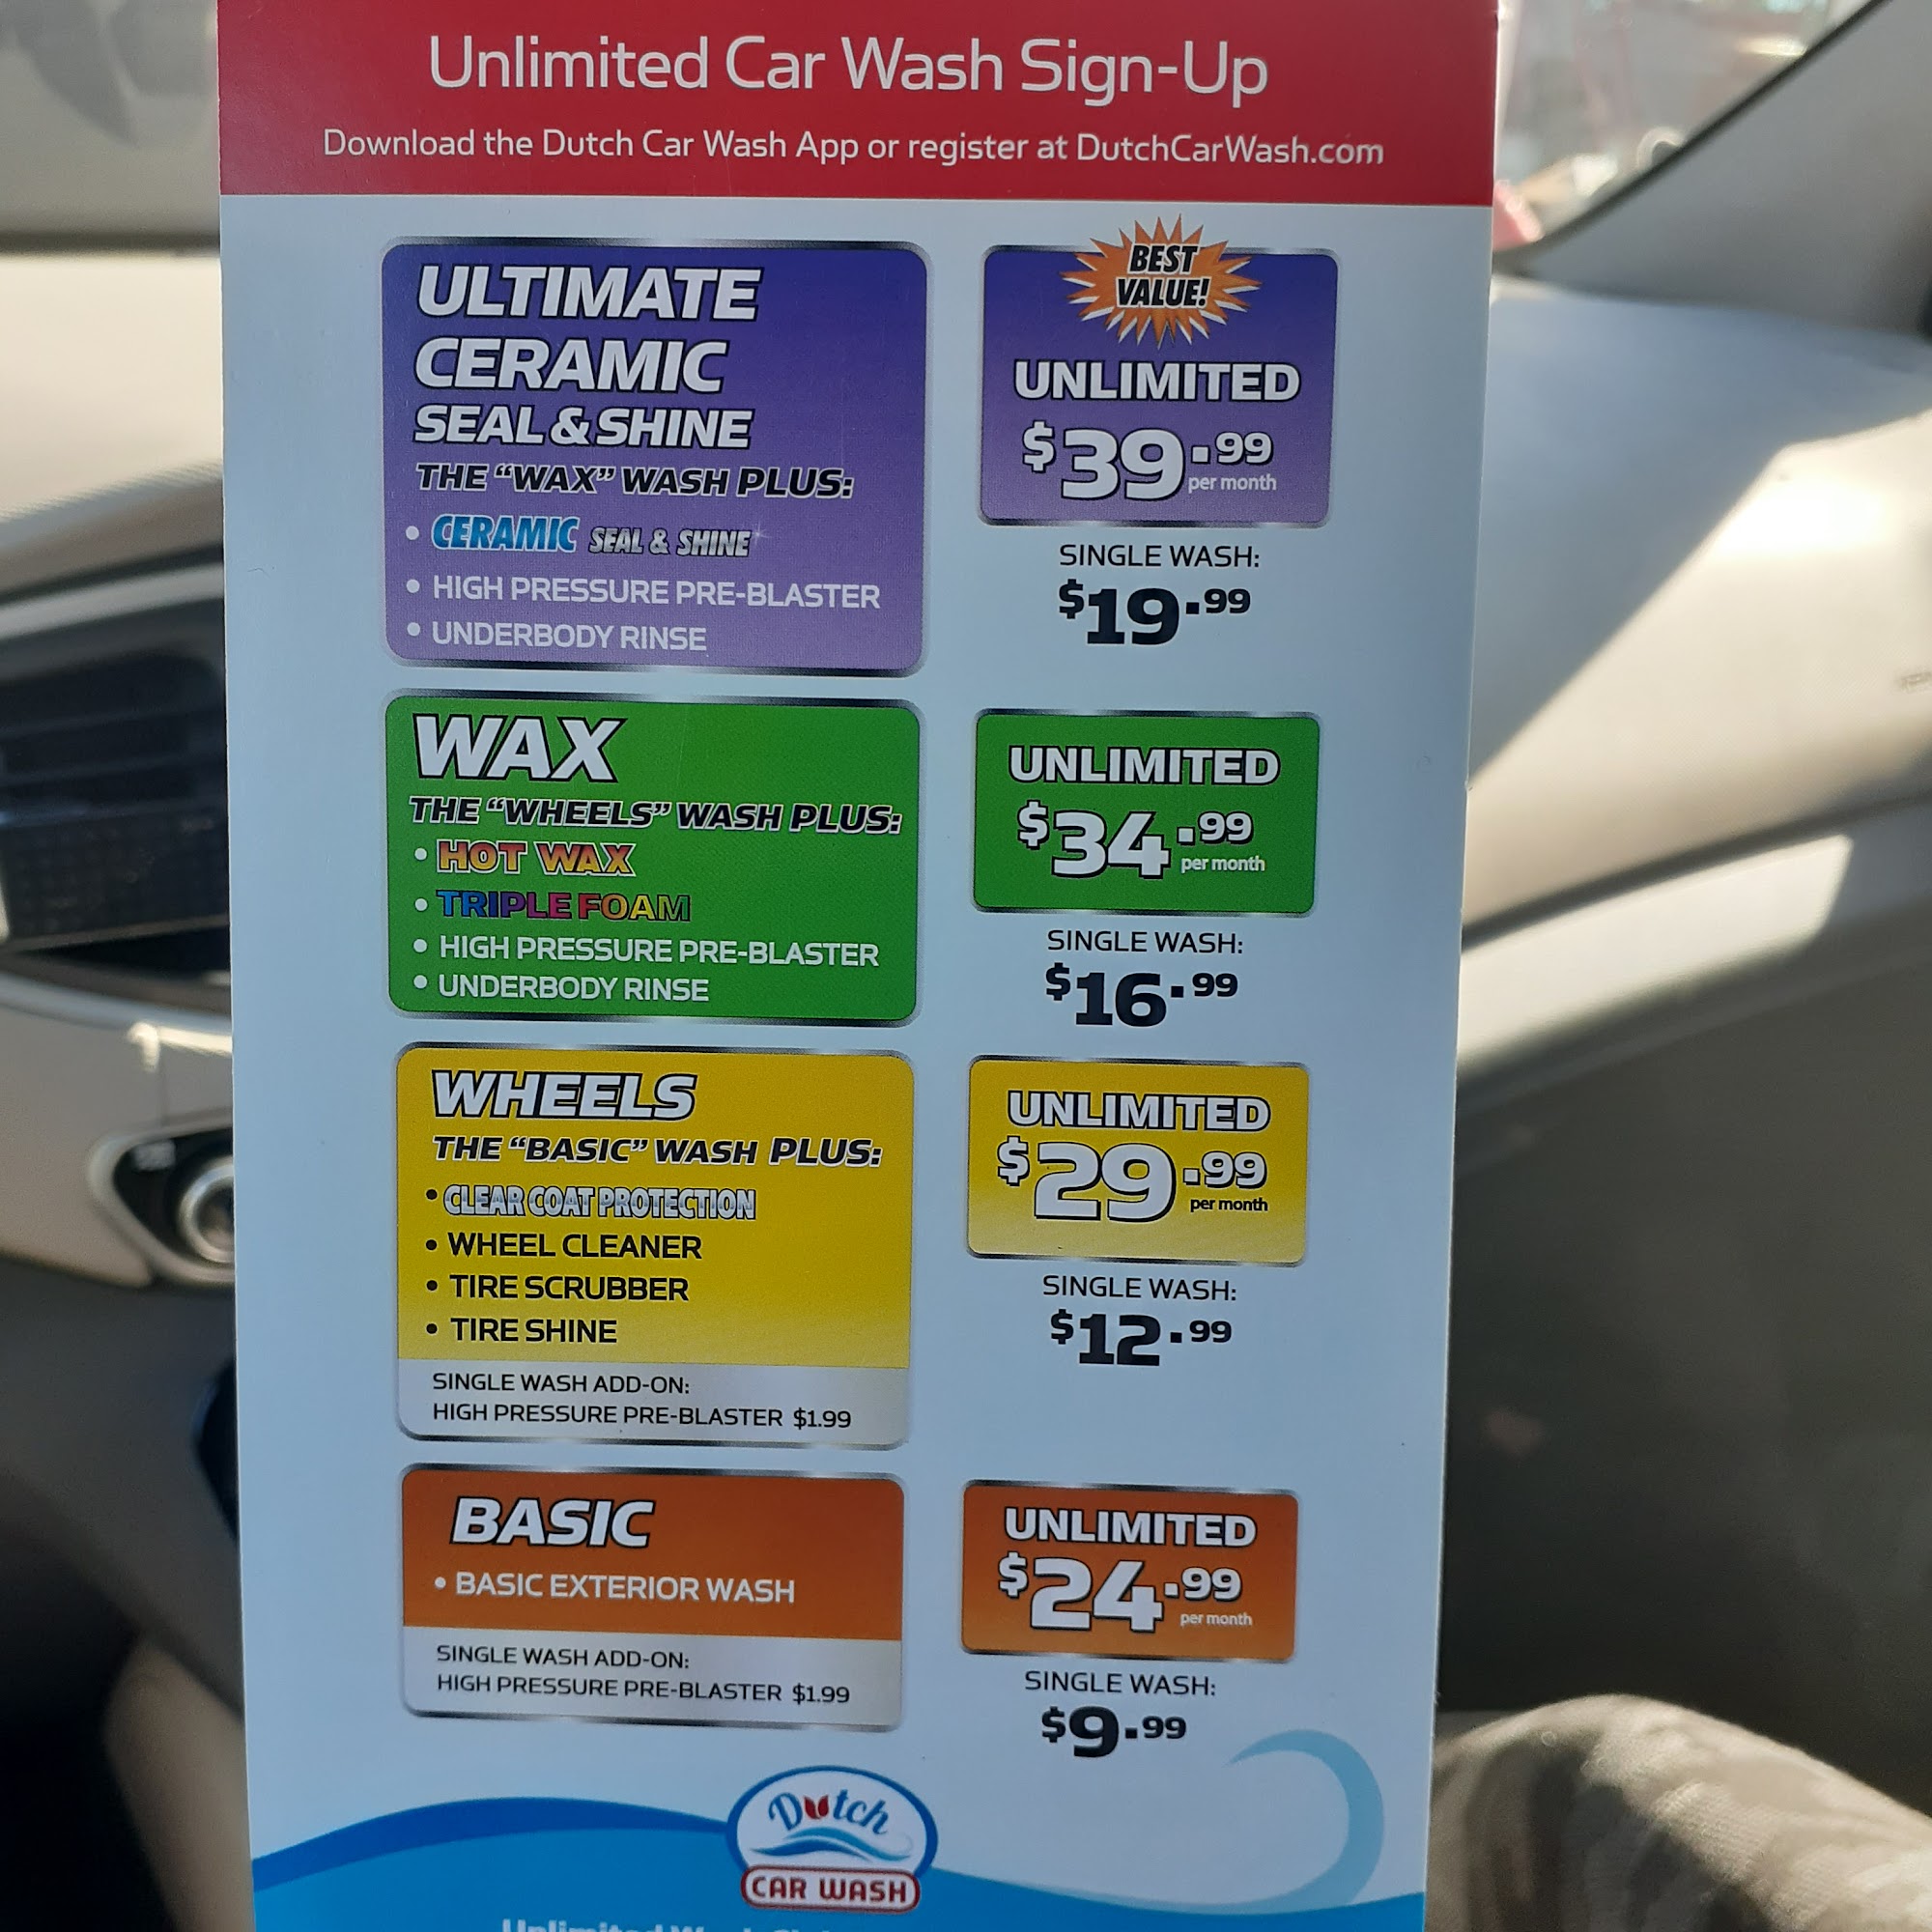 Unlimited Car Wash Sign-Up
Download the Dutch Car Wash App or register at DutchCarWash.com
ULTIMATE
CERAMIC
SEAL & SHINE
THE “WAX” WASH PLUS:
• CERAMIC SEAL & SHINE
• HIGH PRESSURE PRE-BLASTER
• UNDERBODY RINSE
BEST
VALUE!
UNLIMITED
$39.99
per month
SINGLE WASH:
$19.99
WAX
THE “WHEELS” WASH PLUS:
• HOT WAX
• TRIPLE FOAM
• HIGH PRESSURE PRE-BLASTER
• UNDERBODY RINSE
UNLIMITED
$34.99
per month
SINGLE WASH:
$16.99
WHEELS
THE “BASIC” WASH PLUS:
• CLEAR COAT PROTECTION
• WHEEL CLEANER
• TIRE SCRUBBER
• TIRE SHINE
SINGLE WASH ADD-ON:
HIGH PRESSURE PRE-BLASTER $1.99
UNLIMITED
$29.99
per month
SINGLE WASH:
$12.99
BASIC
• BASIC EXTERIOR WASH
SINGLE WASH ADD-ON:
HIGH PRESSURE PRE-BLASTER $1.99
UNLIMITED
$24.99
per month
SINGLE WASH:
$9.99
Dutch
CAR WASH
Unlimited